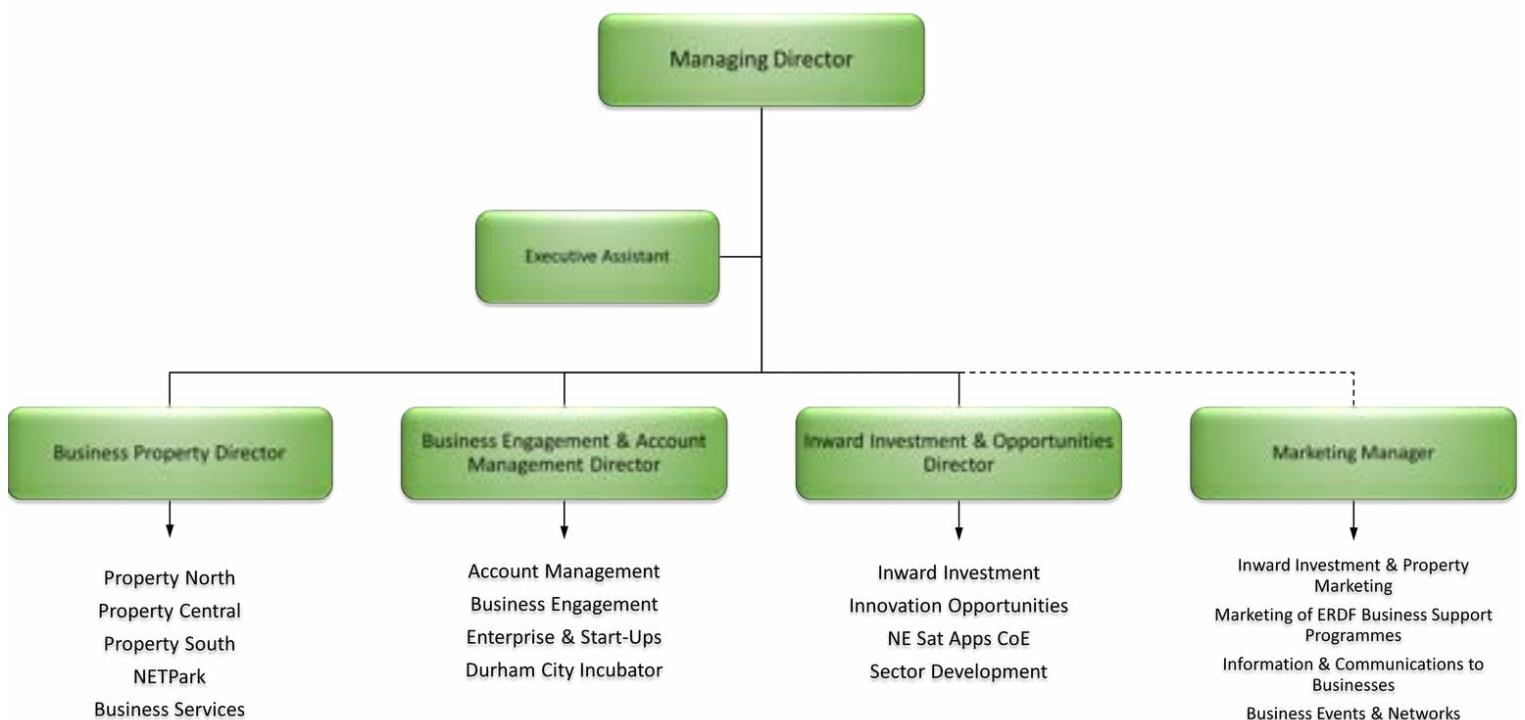 Managing Director
Executive Assistant
Business Property Director
Business Engagement & Account
Management Director
Inward Investment & Opportunities
Director
Marketing Manager
Property North
Property Central
Property South
NETPark
Business Services
Account Management
Business Engagement
Enterprise & Start-Ups
Durham City Incubator
Inward Investment
Innovation Opportunities
NE Sat Apps CoE
Sector Development
Inward Investment & Property
Marketing
Marketing of ERDF Business Support
Programmes
Information & Communications to
Businesses
Business Events & Networks